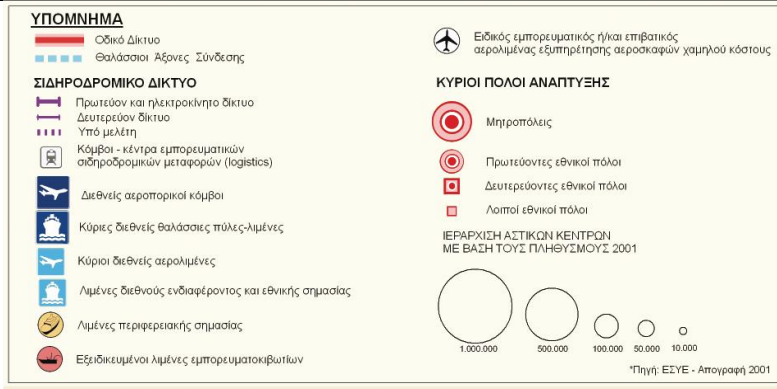 ΥΠΟΜΝΗΜΑ
Οδικό Δίκτυο
Θαλάσσιοι Άξονες Σύνδεσης
ΣΙΔΗΡΟΔΡΟΜΙΚΟ ΔΙΚΤΥΟ
Πρωτεύον και ηλεκτροκίνητο δίκτυο
Δευτερεύον δίκτυο
Υπό μελέτη
Κόμβοι - κέντρα εμπορευματικών
σιδηροδρομικών μεταφορών (logistics)
Διεθνείς αεροπορικοί κόμβοι
Κύριες διεθνείς θαλάσσιες πύλες-λιμένες
Κύριοι διεθνείς αερολιμένες
Λιμένες διεθνούς ενδιαφέροντος και εθνικής σημασίας
Λιμένες περιφερειακής σημασίας
Εξειδικευμένοι λιμένες εμπορευματοκιβωτίων
Ειδικός εμπορευματικός ή/και επιβατικός
αερολιμένας εξυπηρέτησης αεροσκαφών χαμηλού κόστους
ΚΥΡΙΟΙ ΠΟΛΟΙ ΑΝΑΠΤΥΞΗΣ
Μητροπόλεις
Πρωτεύοντες εθνικοί πόλοι
Δευτερεύοντες εθνικοί πόλοι
Λοιποί εθνικοί πόλοι
ΙΕΡΑΡΧΙΣΗ ΑΣΤΙΚΩΝ ΚΕΝΤΡΩΝ
ΜΕ ΒΑΣΗ ΤΟΥΣ ΠΛΗΘΥΣΜΟΥΣ 2001
1.000.000 500.000 100.000 50.000 10.000
*Πηγή: ΕΣΥΕ - Απογραφή 2001